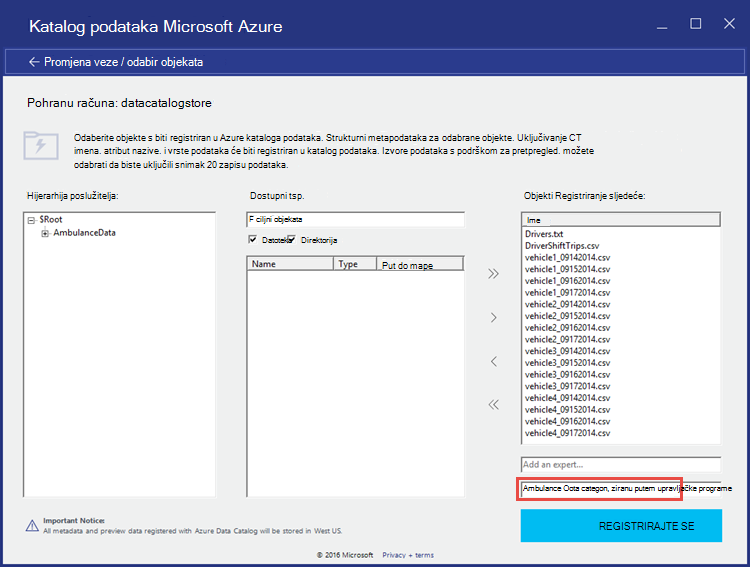 Katalog podataka Microsoft Azure
Promjena veze / odabir objekata
Pohranu računa: datacatalogstore
Odaberite objekte s biti registriran u Azure kataloga podataka. Strukturni metapodataka za odabrane objekte. Uključivanje CT
imena. atribut nazive. i vrste podataka će biti registriran u katalog podataka. Izvore podataka s podrškom za pretpregled. možete
odabrati da biste uključili snimak 20 zapisu podataka.
Hijerarhija poslužitelja:
$Root
AmbulanceData
Dostupni tsp.
F ciljni objekata
Datoteka Direktorija
Name Type Put do mape
Objekti Registriranje sljedeće:
Ime
Drivers.txt
DriverShiftTrips.csv
vehicle1_09142014.csv
vehicle1_09152014.csv
vehicle1_09162014.csv
vehicle1_09172014.csv
vehicle2_09142014.csv
vehicle2_09152014.csv
vehicle2_09162014.csv
vehicle2_09172014.csv
vehicle3_09142014.csv
vehicle3_09152014.csv
vehicle3_09162014.csv
vehicle3_09172014.csv
vehicle4_09142014.csv
vehicle4_09152014.csv
vehicle4_09162014.csv
vehicle4_09172014.csv
Add an expert...
Ambulance Oota categon, ziranu putem upravljačke programe
REGISTRIRAJTE SE
Important Notice:
All metadata and preview data registered with Azure Data Catalog will be stored in West US.
© 2016 Microsoft Privacy + terms